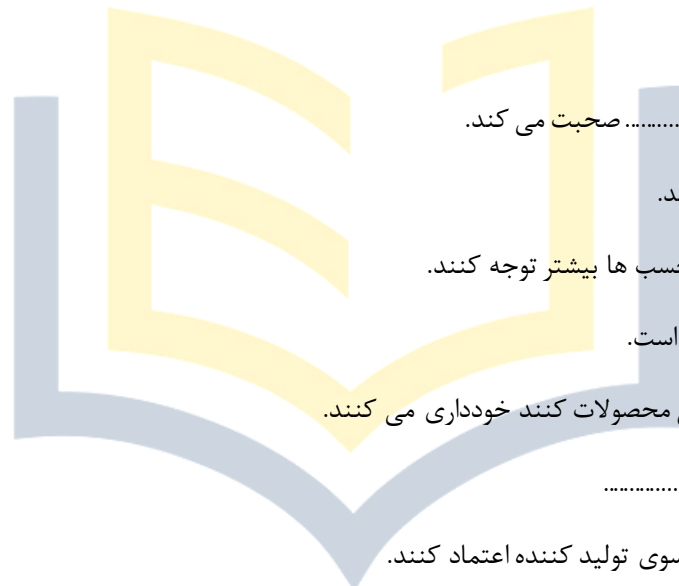 .......... صحبت می کند.
ند.
چسب ها بیشتر توجه کنند.
است.
محصولات کنند خودداری می کنند.
..............
سوی تولید کننده اعتماد کنند.